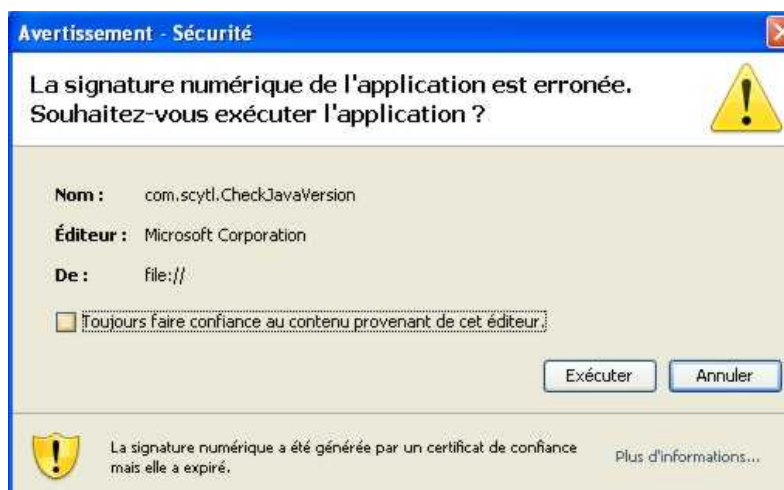 Avertissement - Sécurité
La signature numérique de l'application est erronée.
Souhaitez-vous exécuter l'application ?
Nom : com.scytl.CheckJavaVersion
Éditeur : Microsoft Corporation
De : file://
Toujours faire confiance au contenu provenant de cet éditeur.
Exécuter Annuler
La signature numérique a été générée par un certificat de confiance
mais elle a expiré.
Plus d'informations...